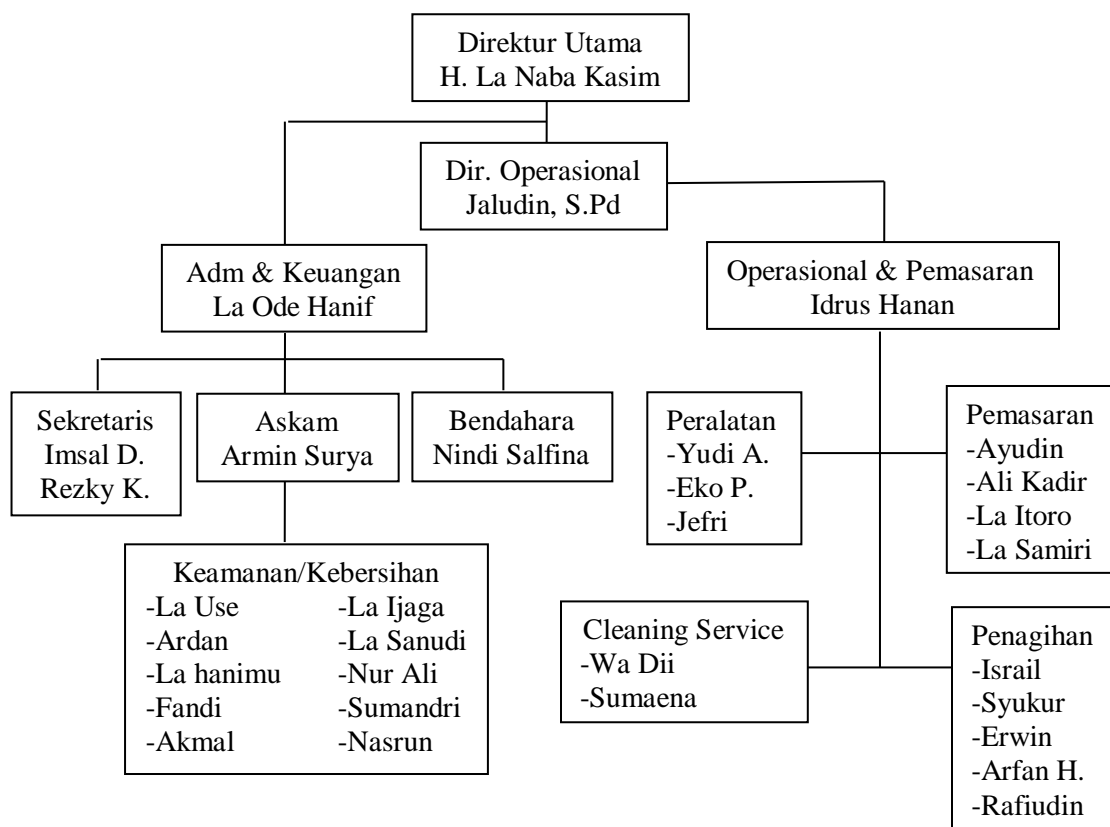 Direktur Utama
H. La Naba Kasim
Dir. Operasional
Jaludin, S.Pd
Adm & Keuangan
La Ode Hanif
Operasional & Pemasaran
Idrus Hanan
Sekretaris
Imsal D.
Rezky K.
Askam
Armin Surya
Bendahara
Nindi Salfina
Peralatan
-Yudi A.
-Eko P.
-Jefri
Pemasaran
-Ayudin
-Ali Kadir
-La Itoro
-La Samiri
Keamanan/Kebersihan
-La Use -La Ijaga
-Ardan -La Sanudi
-La hanimu -Nur Ali
-Fandi -Sumandri
-Akmal -Nasrun
Cleaning Service
-Wa Dii
-Sumaena
Penagihan
-Israil
-Syukur
-Erwin
-Arfan H.
-Rafiudin